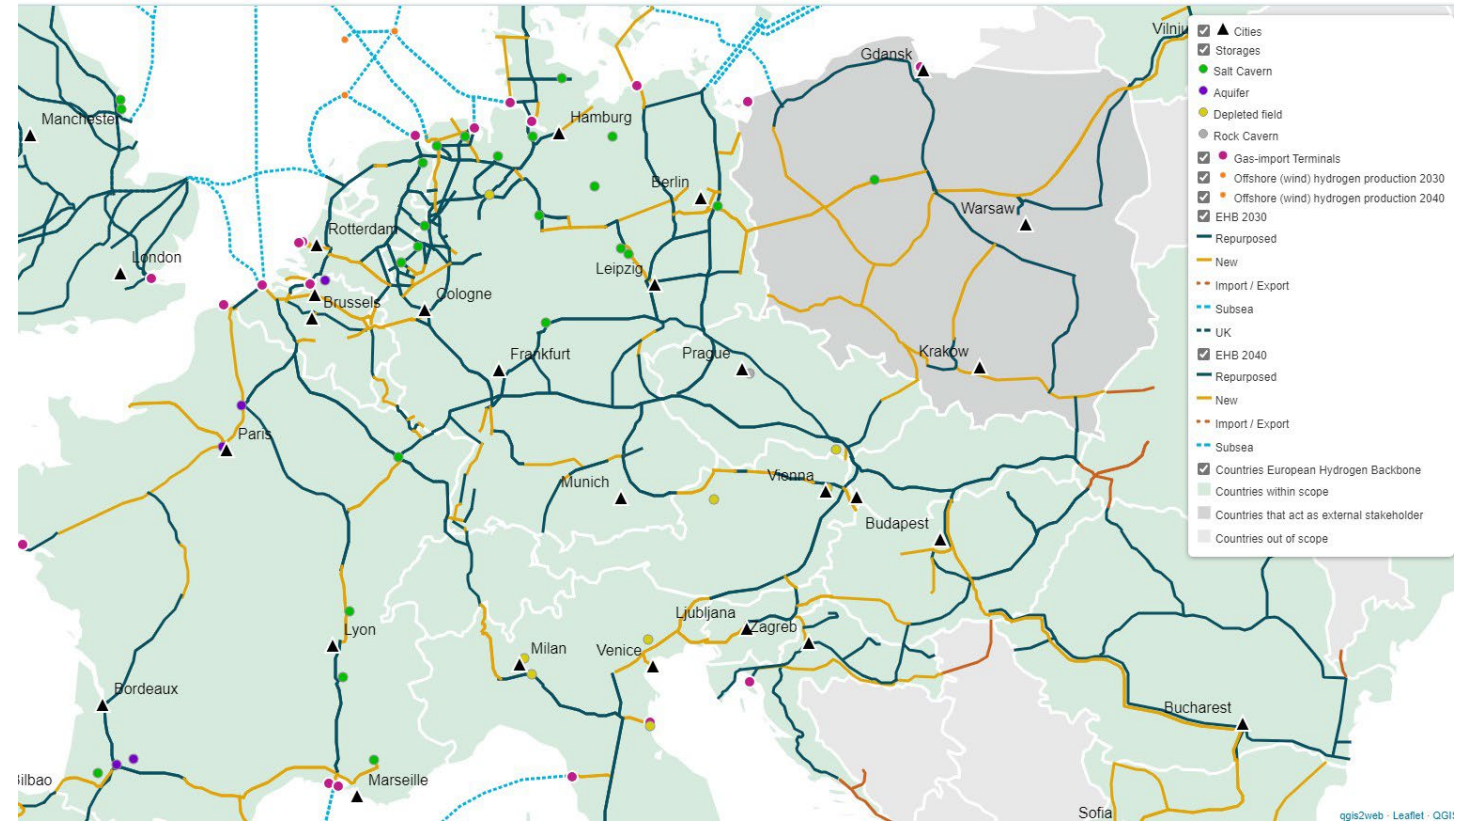 Vilniu
Gdansk
Manchester
Hamburg
Berlin
Warsaw
Rotterdam
London
Leipzig
Brussels
Cologne
Frankfurt
Prague
Krakow
Paris
Vienna
Munich
Budapest
Ljubljana
Zagreb
Lyon
Milan
Venice
Bordeaux
Bucharest
Bilbao
Marseille
Sofia
Cities
Storages
Salt Cavern
Aquifer
Depleted field
Rock Cavern
Gas-import Terminals
Offshore (wind) hydrogen production 2030
Offshore (wind) hydrogen production 2040
EHB 2030
Repurposed
New
Import / Export
Subsea
UK
EHB 2040
Repurposed
New
Import / Export
Subsea
Countries European Hydrogen Backbone
Countries within scope
Countries that act as external stakeholder
Countries out of scope
qgis2web · Leaflet · QGIS